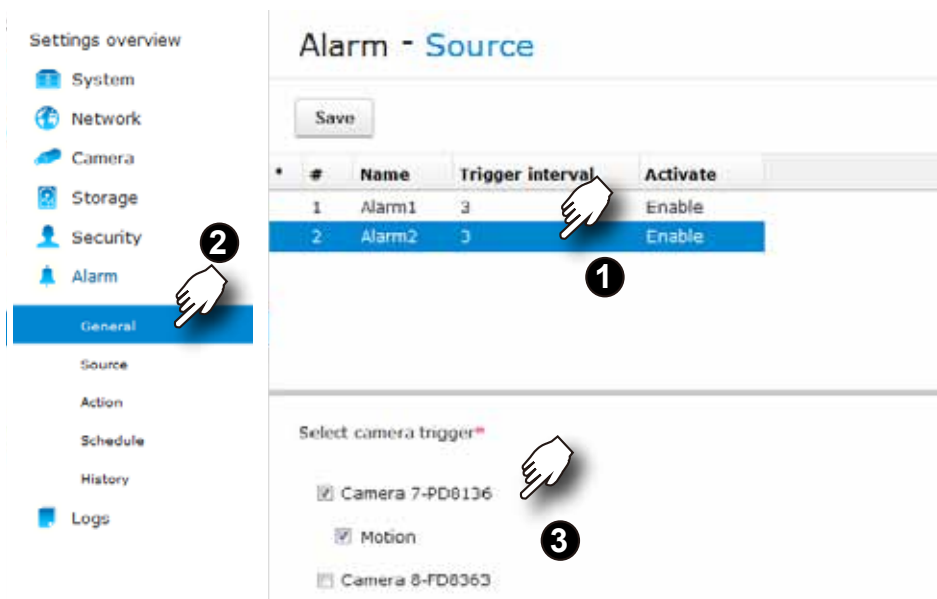 Settings overview
System
Network
Camera
Storage
Security
Alarm
General
Source
Action
Schedule
History
Logs
2
Alarm - Source
Save
* # Name Trigger interval Activate
1 Alarm1 3 Enable
2 Alarm2 3 Enable
1
Select camera trigger*
Camera 7-PD8136
Motion
Camera 8-FD8363
3